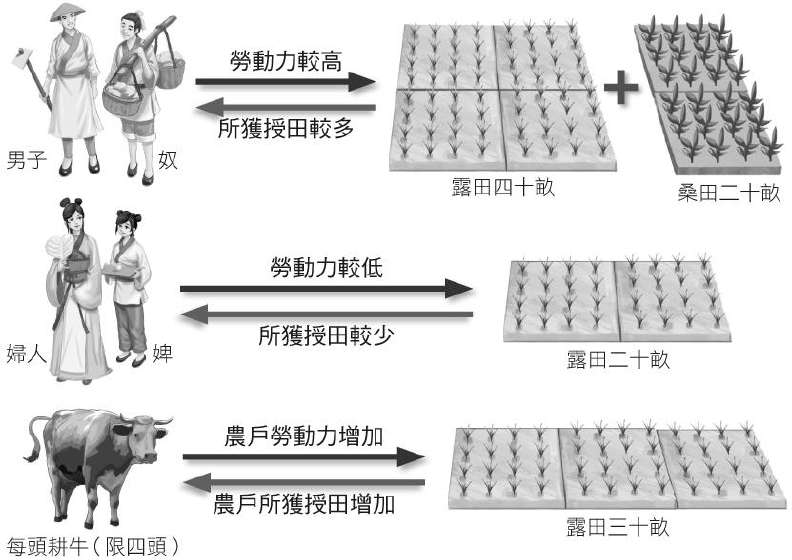 男子
奴
勞動力較高
所獲授田較多
露田四十畝
桑田二十畝
婦人
婢
勞動力較低
所獲授田較少
露田二十畝
每頭耕牛(限四頭)
農戶勞動力增加
農戶所獲授田增加
露田三十畝